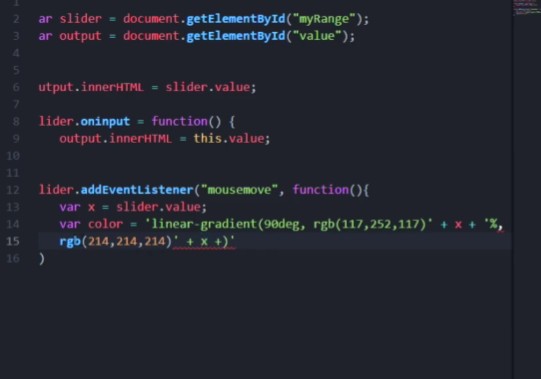 1
2 ar slider = document.getElementById("myRange");
3 ar output = document.getElementById("value");
4
5
6 utput.innerHTML = slider.value;
7
8 lider.oninput = function() {
9 output.innerHTML = this.value;
10
11
12 lider.addEventListener("mousemove", function(){
13 var x = slider.value;
14 var color = 'linear-gradient(90deg, rgb(117,252,117)' + x + '%,
15 rgb(214,214,214)' + x +)'
16 )